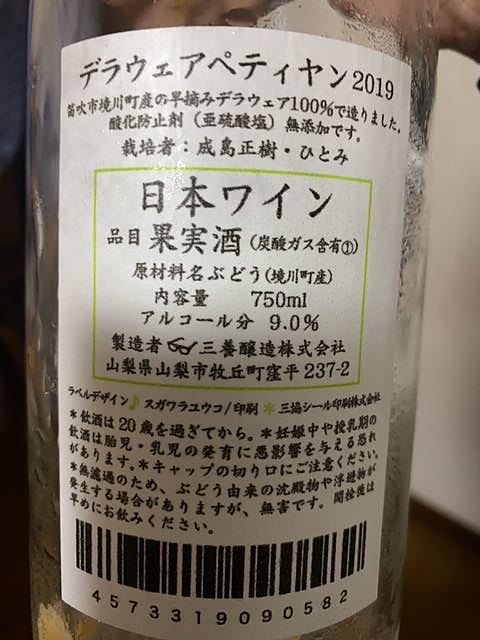 デラウェアペティヤン2019
笛吹市境川町産の早摘みデラウェア100%で造りました。
酸化防止剤（亜硫酸塩）無添加です。
栽培者：成島正樹・ひとみ
日本ワイン
品目 果実酒（炭酸ガス含有①）
原材料名 ぶどう（境川町産）
内容量 750ml
アルコール分 9.0%
製造者 三養醸造株式会社
山梨県山梨市牧丘町窪平 237-2
ラベルデザイン♪ スガワラユウコ/印刷 ＊ 三協シール印刷株式会社
＊飲酒は20歳を過ぎてから。＊妊娠中や授乳期の
飲酒は胎児・乳児の発育に悪影響を与える恐れ
があります。＊キャップの切り口にご注意ください。
＊無濾過のため、ぶどう由来の沈殿物や浮遊物が
発生する場合がありますが、無害です。開栓後は
早めにお飲みください。
4573319090582